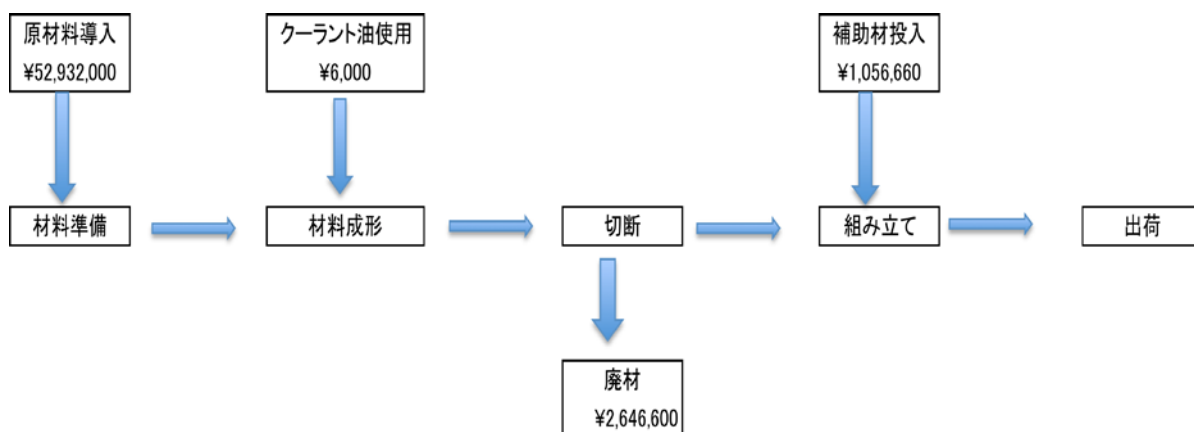 原材料導入
¥52,932,000
クーラント油使用
¥6,000
補助材投入
¥1,056,660
材料準備
材料成形
切断
組み立て
出荷
廃材
¥2,646,600